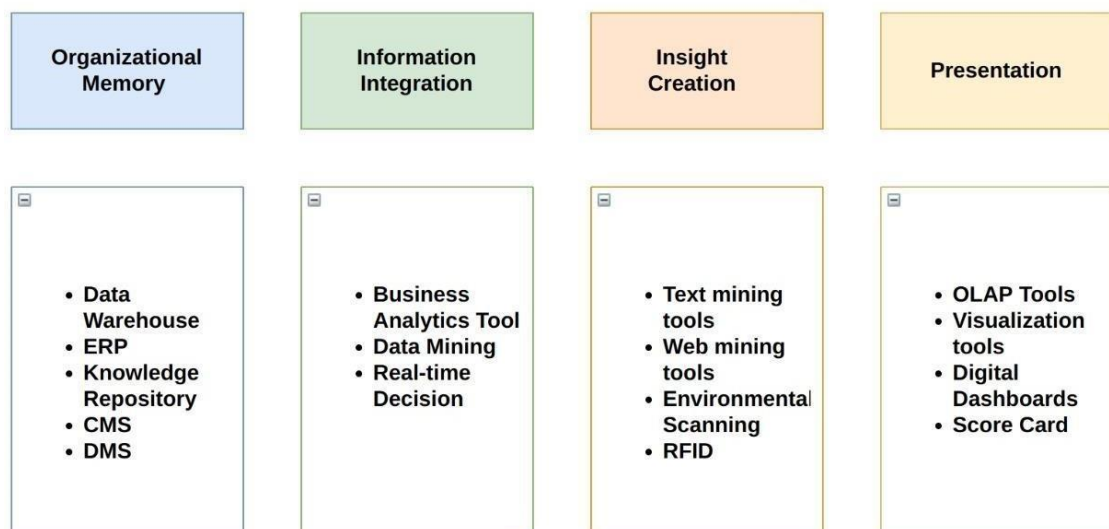 Organizational
Memory
Information
Integration
Insight
Creation
Presentation
• Data
Warehouse
• ERP
• Knowledge
Repository
• CMS
• DMS
• Business
Analytics Tool
• Data Mining
• Real-time
Decision
• Text mining
tools
• Web mining
tools
• Environmental
Scanning
• RFID
• OLAP Tools
• Visualization
tools
• Digital
Dashboards
• Score Card